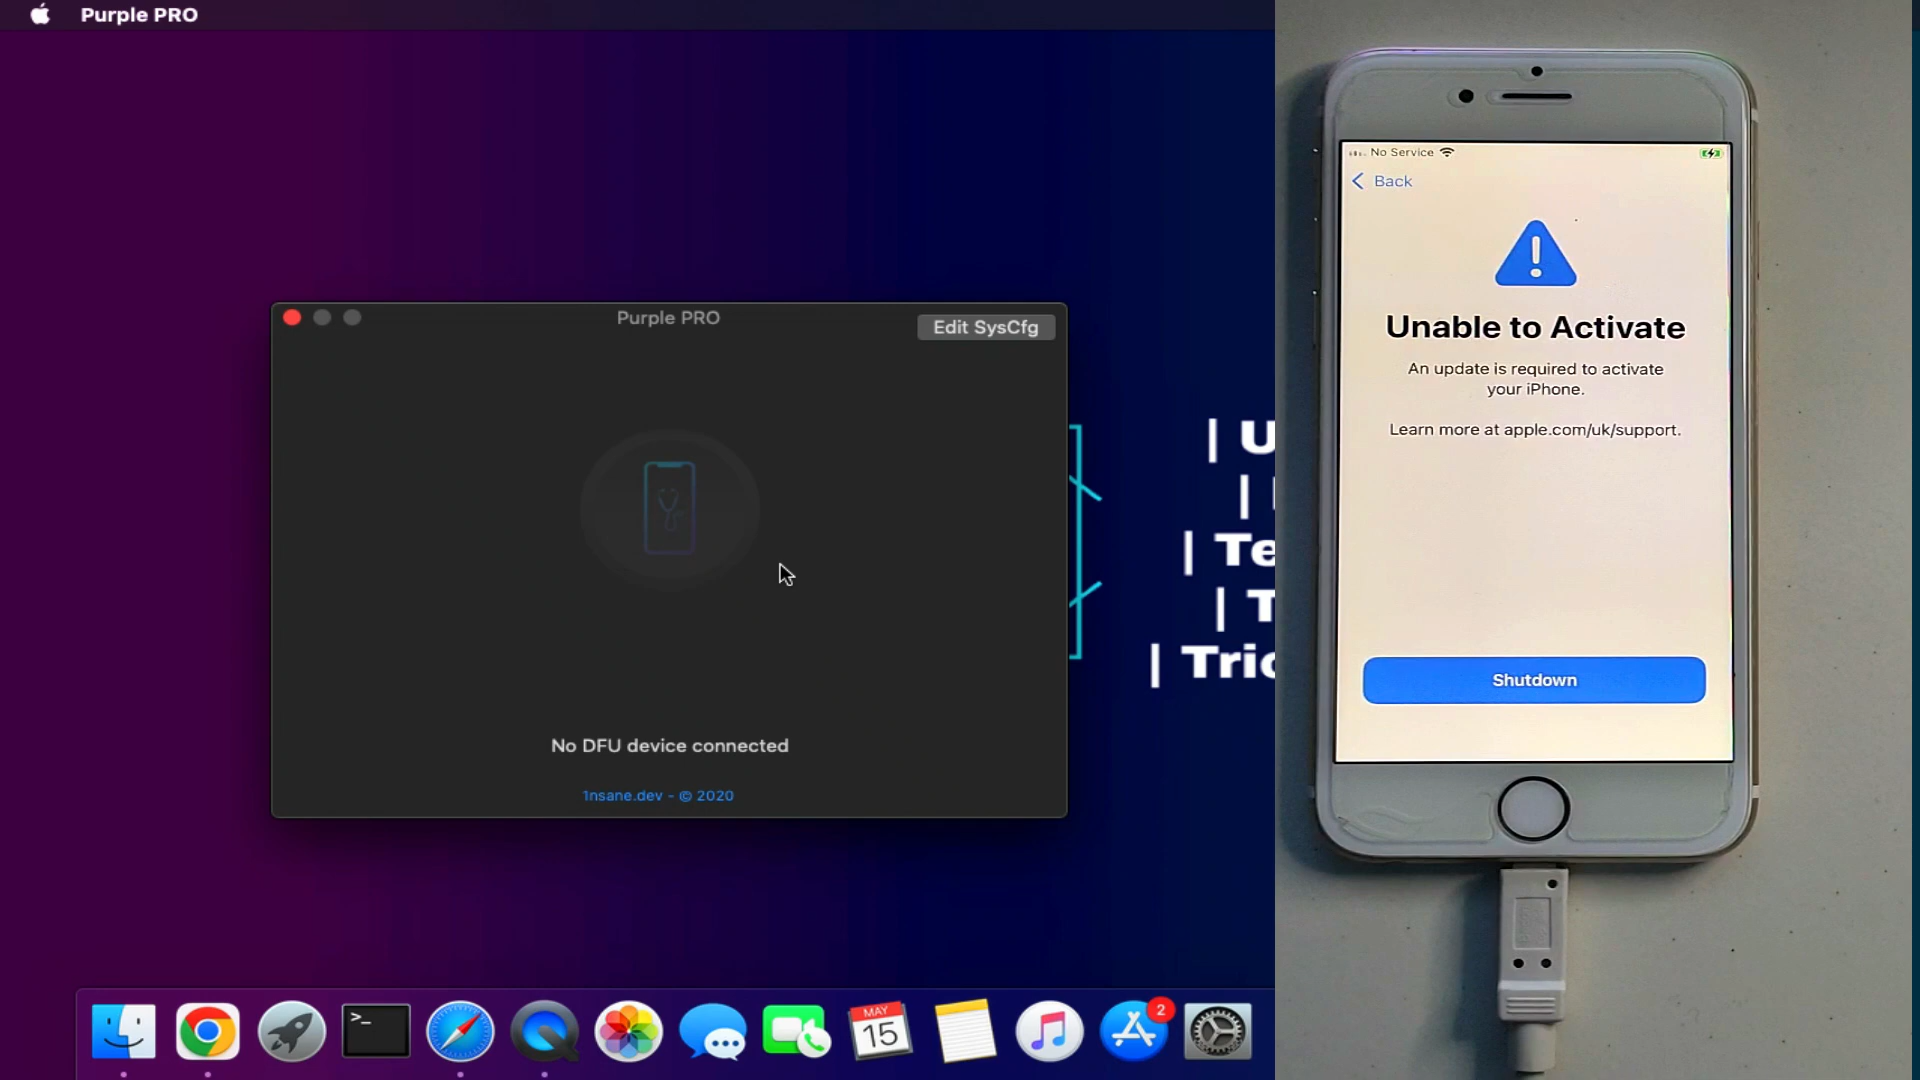 Purple PRO
Purple PRO
Edit SysCfg
No DFU device connected
1nsane.dev - © 2020
| U
|
| Te
| T
| Tric
MAY
15
2
>_
No Service
Back
Unable to Activate
An update is required to activate
your iPhone.
Learn more at apple.com/uk/support.
Shutdown